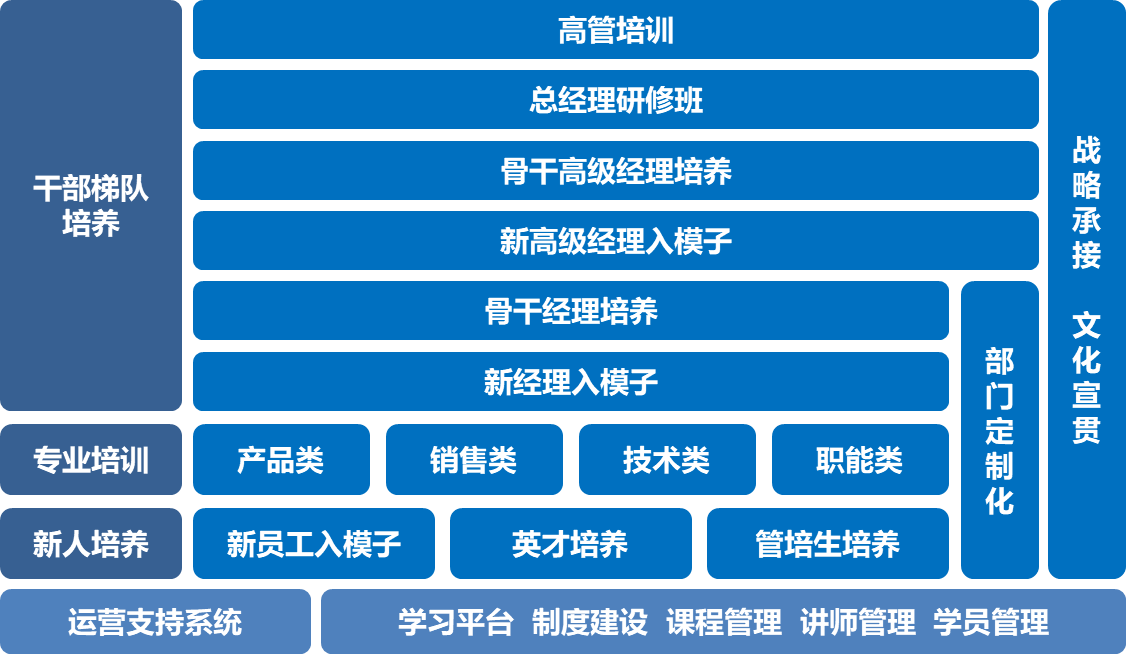 干部梯队
培养
高管培训
总经理研修班
骨干高级经理培养
新高级经理入模子
骨干经理培养
新经理入模子
专业培训
产品类
销售类
技术类
职能类
新人培养
新员工入模子
英才培养
管培生培养
部门定制化
战略承接 文化宣贯
运营支持系统
学习平台 制度建设 课程管理 讲师管理 学员管理